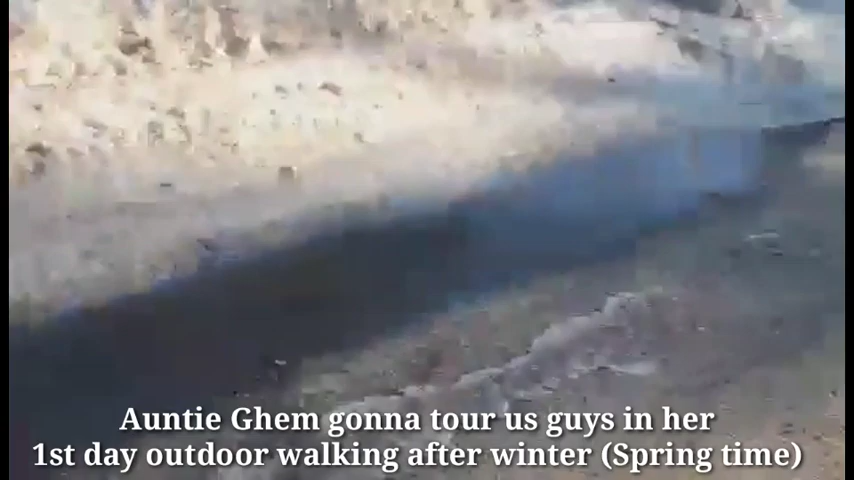 Auntie Ghem gonna tour us guys in her
1st day outdoor walking after winter (Spring time)